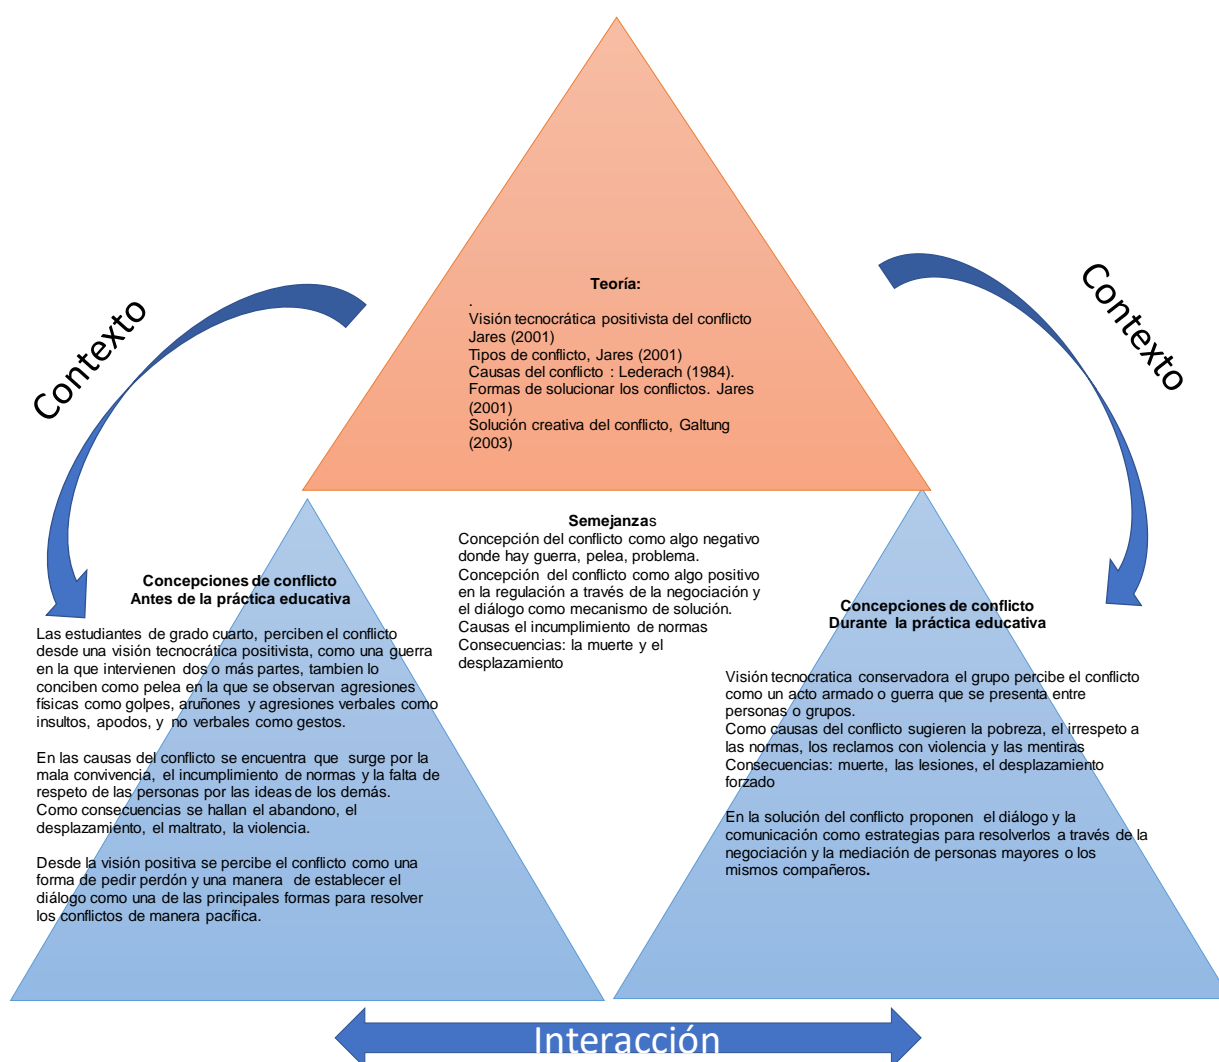 Contexto
Contexto
Teoría:
.
Visión tecnocrática positivista del conflicto
Jares (2001)
Tipos de conflicto, Jares (2001)
Causas del conflicto : Lederach (1984).
Formas de solucionar los conflictos. Jares
(2001)
Solución creativa del conflicto, Galtung
(2003)
Semejanzas
Concepción del conflicto como algo negativo
donde hay guerra, pelea, problema.
Concepción del conflicto como algo positivo
en la regulación a través de la negociación y
el diálogo como mecanismo de solución.
Causas el incumplimiento de normas
Consecuencias: la muerte y el
desplazamiento
Concepciones de conflicto
Antes de la práctica educativa
Las estudiantes de grado cuarto, perciben el conflicto
desde una visión tecnocrática positivista, como una guerra
en la que intervienen dos o más partes, tambien lo
conciben como pelea en la que se observan agresiones
físicas como golpes, aruñones y agresiones verbales como
insultos, apodos, y no verbales como gestos.
En las causas del conflicto se encuentra que surge por la
mala convivencia, el incumplimiento de normas y la falta de
respeto de las personas por las ideas de los demás.
Como consecuencias se hallan el abandono, el
desplazamiento, el maltrato, la violencia.
Desde la visión positiva se percibe el conflicto como una
forma de pedir perdón y una manera de establecer el
diálogo como una de las principales formas para resolver
los conflictos de manera pacífica.
Concepciones de conflicto
Durante la práctica educativa
Visión tecnocratica conservadora el grupo percibe el conflicto
como un acto armado o guerra que se presenta entre
personas o grupos.
Como causas del conflicto sugieren la pobreza, el irrespeto a
las normas, los reclamos con violencia y las mentiras
Consecuencias: muerte, las lesiones, el desplazamiento
forzado
En la solución del conflicto proponen el diálogo y la
comunicación como estrategias para resolverlos a través de la
negociación y la mediación de personas mayores o los
mismos compañeros.
Interacción